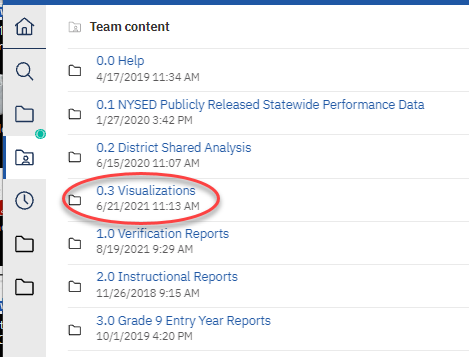 Team content
0.0 Help
4/17/2019 11:34 AM
0.1 NYSED Publicly Released Statewide Performance Data
1/27/2020 3:42 PM
0.2 District Shared Analysis
6/15/2020 11:07 AM
0.3 Visualizations
6/21/2021 11:13 AM
1.0 Verification Reports
8/19/2021 9:29 AM
2.0 Instructional Reports
11/26/2018 9:15 AM
3.0 Grade 9 Entry Year Reports
10/1/2019 4:20 PM